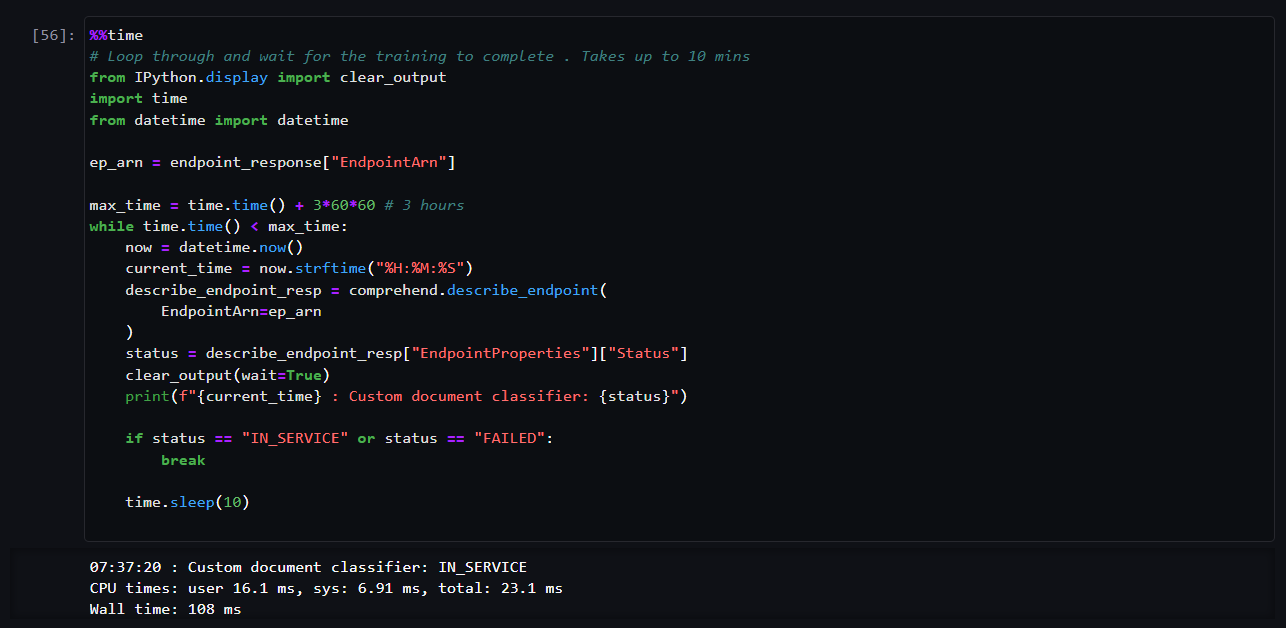 [56]: %%time
# Loop through and wait for the training to complete . Takes up to 10 mins
from IPython.display import clear_output
import time
from datetime import datetime

ep_arn = endpoint_response["EndpointArn"]

max_time = time.time() + 3*60*60 # 3 hours
while time.time() < max_time:
    now = datetime.now()
    current_time = now.strftime("%H:%M:%S")
    describe_endpoint_resp = comprehend.describe_endpoint(
        EndpointArn=ep_arn
    )
    status = describe_endpoint_resp["EndpointProperties"]["Status"]
    clear_output(wait=True)
    print(f"{current_time} : Custom document classifier: {status}")

    if status == "IN_SERVICE" or status == "FAILED":
        break

    time.sleep(10)

07:37:20 : Custom document classifier: IN_SERVICE
CPU times: user 16.1 ms, sys: 6.91 ms, total: 23.1 ms
Wall time: 108 ms